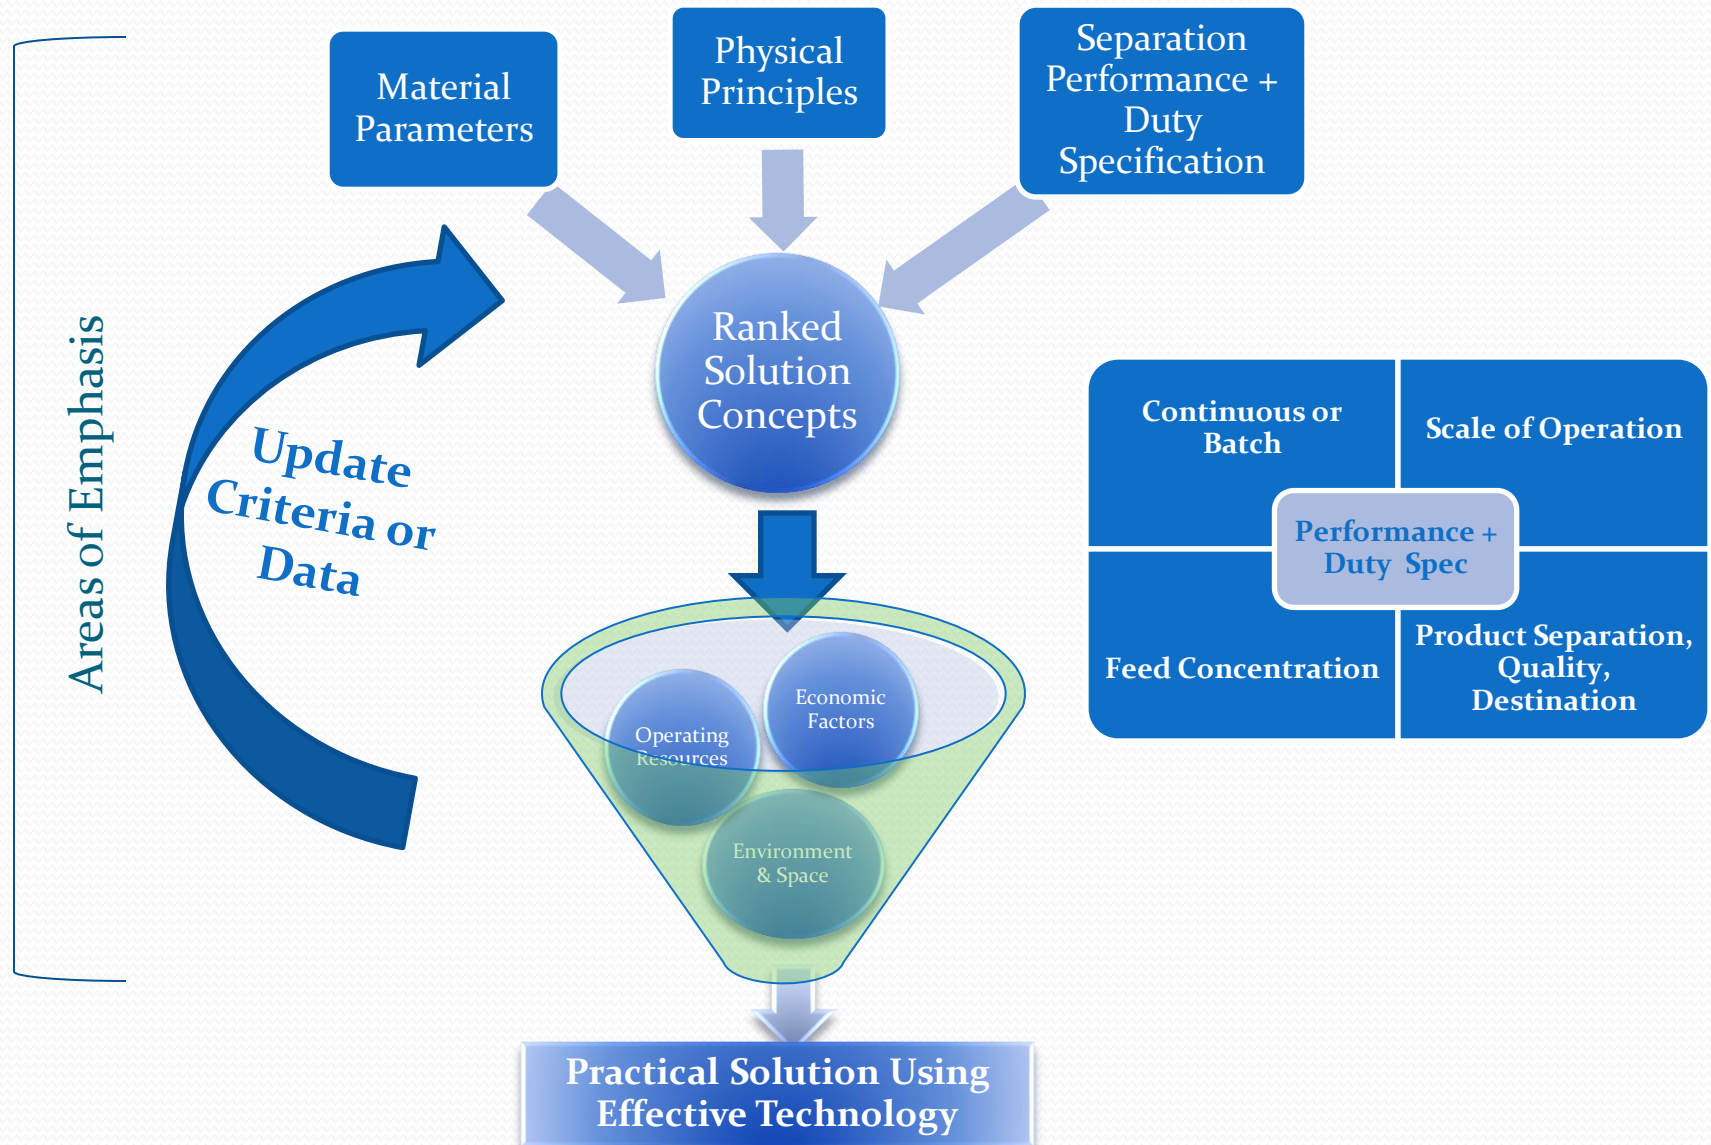 Material
Parameters
Physical
Principles
Separation
Performance +
Duty
Specification
Ranked
Solution
Concepts
Areas of Emphasis
Update
Criteria or
Data
Continuous or
Batch
Scale of Operation
Performance +
Duty Spec
Feed Concentration
Product Separation,
Quality,
Destination
Economic
Factors
Operating
Resources
Environment
& Space
Practical Solution Using
Effective Technology